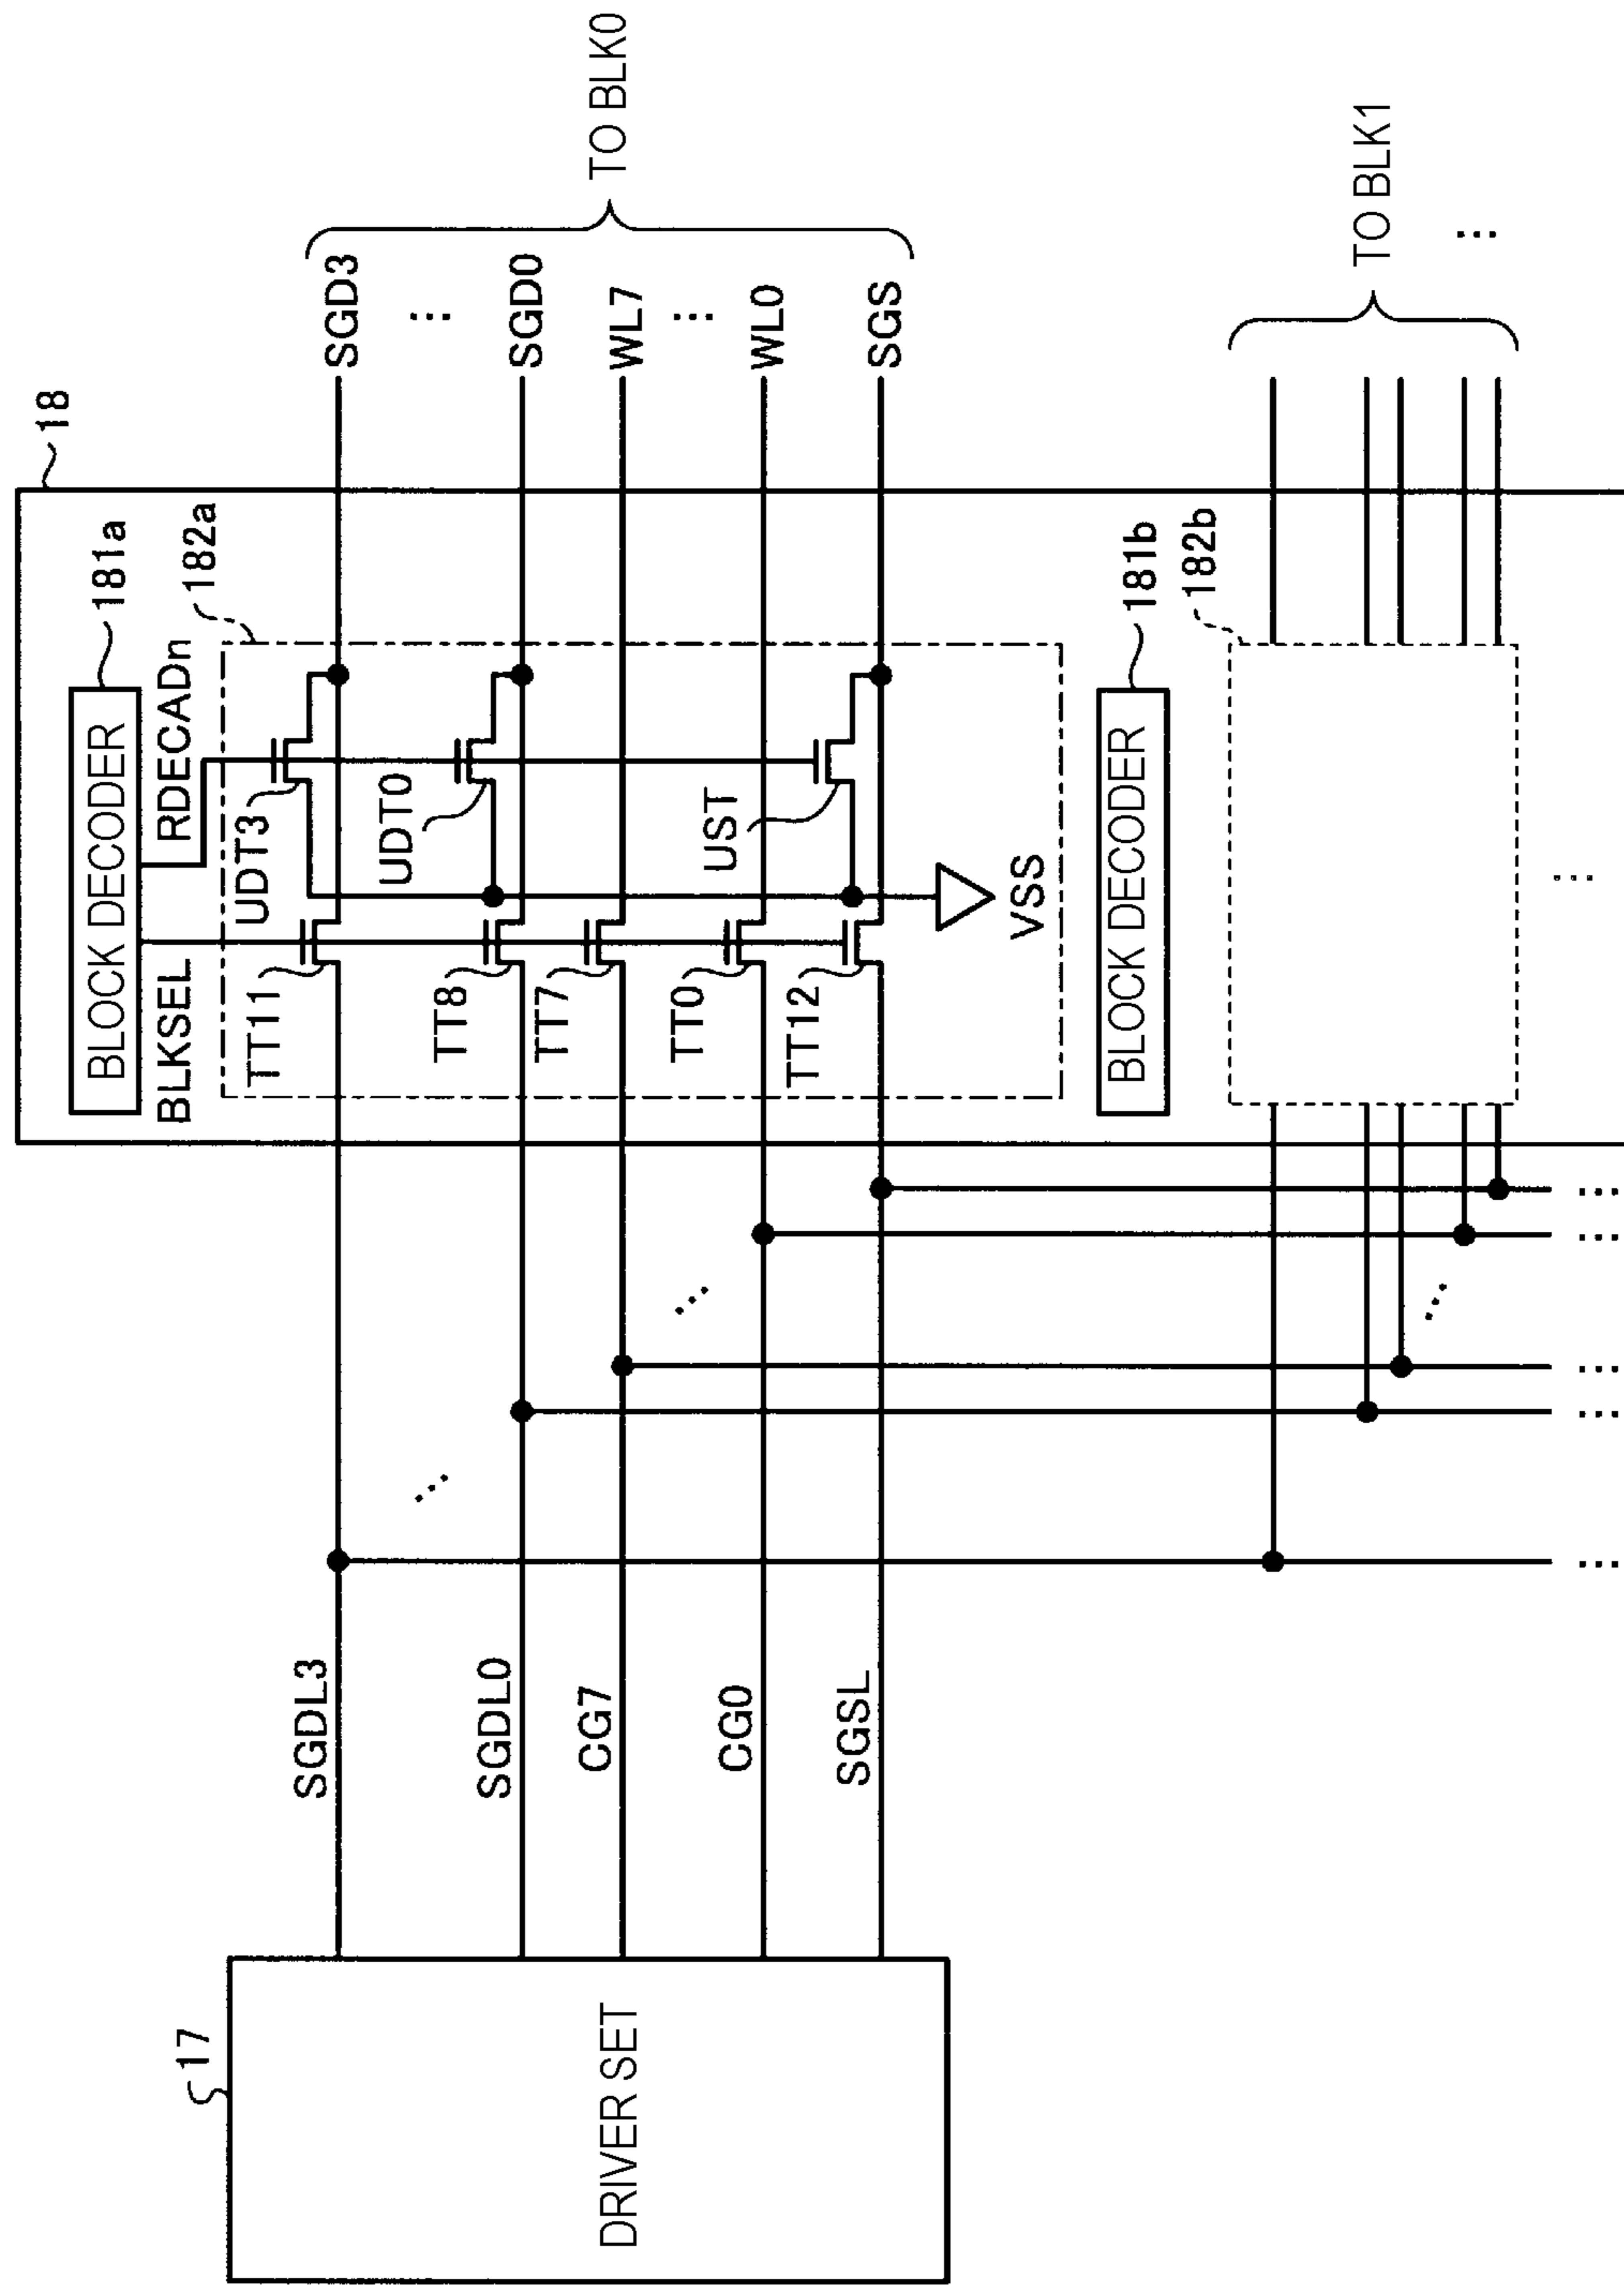 18
BLOCK DECODER
181a
BLKSEL
RDECADn
182a
TT11
UDT3
SGDL3
SGD3
⋮
TT8
UDT0
SGDL0
SGD0
TT7
CG7
WL7
⋮
TT0
UST
CG0
WL0
TT12
SGSL
SGS
TO BLK0
VSS
17
DRIVER SET
BLOCK DECODER
181b
182b
TO BLK1